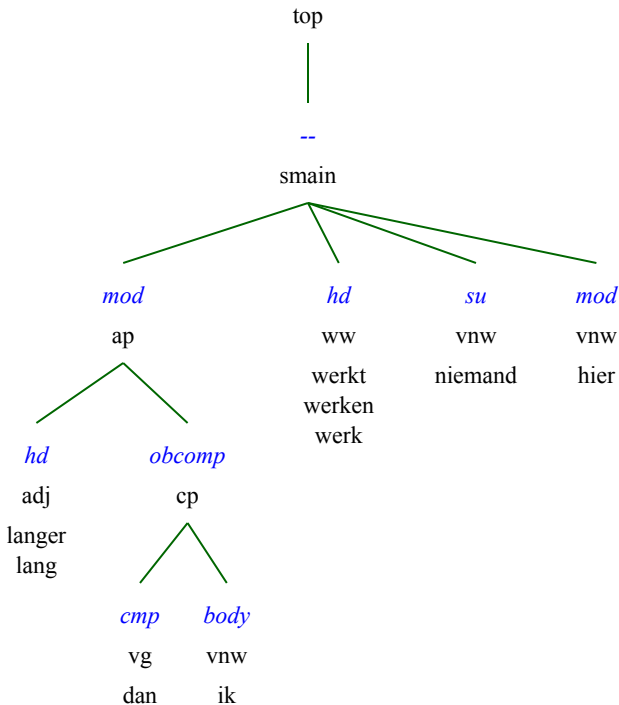 top
--
smain
mod hd su mod
ap ww vnw vnw
werkt niemand hier
werken
werk
hd obcomp
adj cp
langer
lang
cmp body
vg vnw
dan ik